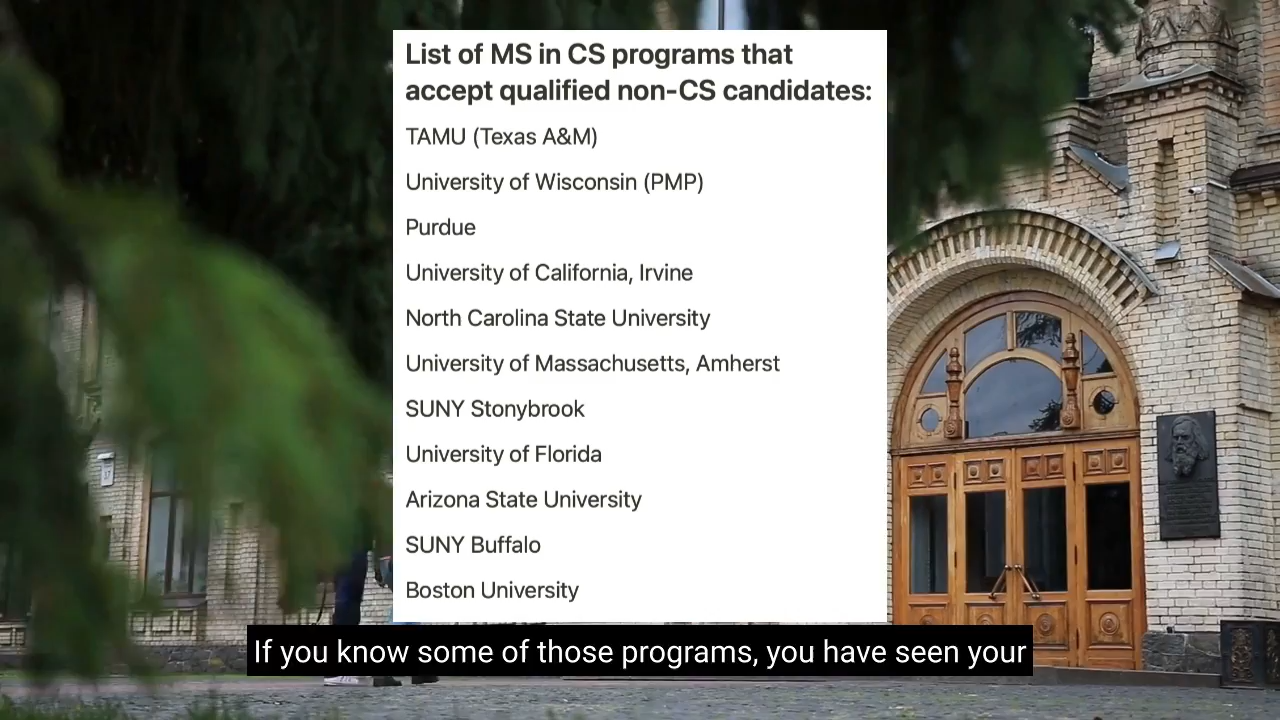 List of MS in CS programs that
accept qualified non-CS candidates:
TAMU (Texas A&M)
University of Wisconsin (PMP)
Purdue
University of California, Irvine
North Carolina State University
University of Massachusetts, Amherst
SUNY Stonybrook
University of Florida
Arizona State University
SUNY Buffalo
Boston University
37
If you know some of those programs, you have seen your